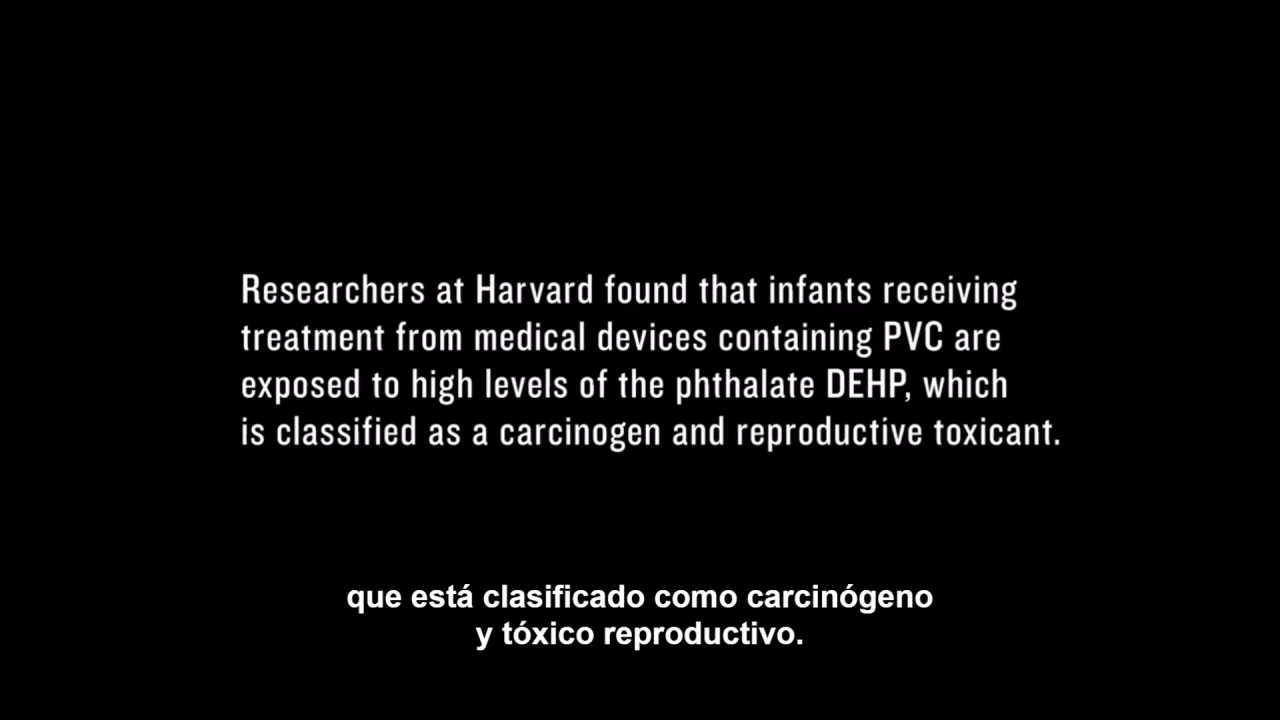 Researchers at Harvard found that infants receiving
treatment from medical devices containing PVC are
exposed to high levels of the phthalate DEHP, which
is classified as a carcinogen and reproductive toxicant.
que está clasificado como carcinógeno
y tóxico reproductivo.